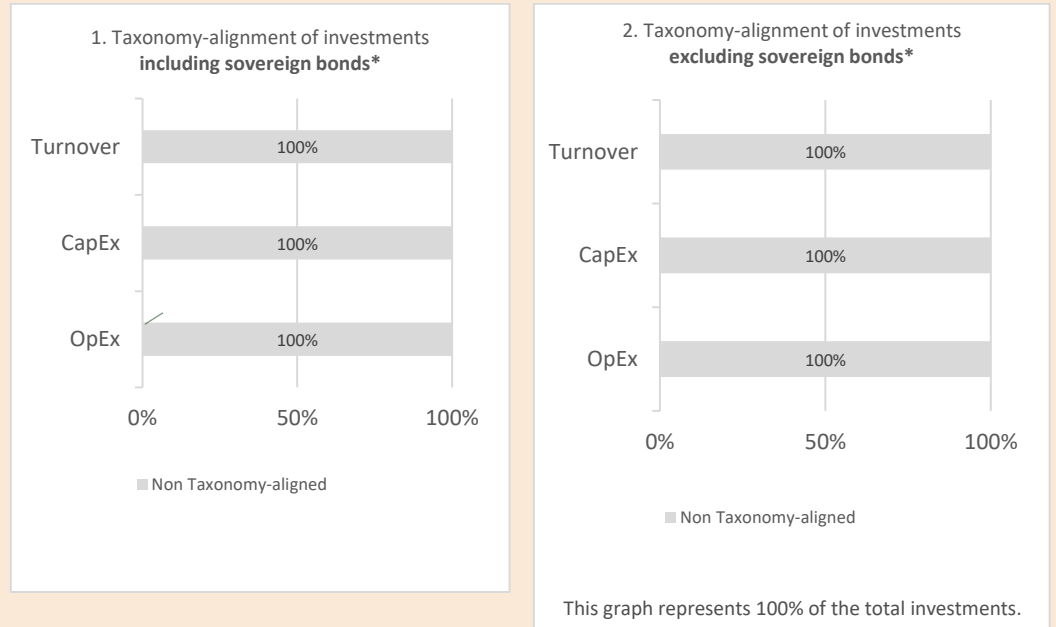 1. Taxonomy-alignment of investments
including sovereign bonds*
Turnover
100%
CapEx
100%
OpEx
100%
0%
50%
100%
Non Taxonomy-aligned
2. Taxonomy-alignment of investments
excluding sovereign bonds*
Turnover
100%
CapEx
100%
OpEx
100%
0%
50%
100%
Non Taxonomy-aligned
This graph represents 100% of the total investments.